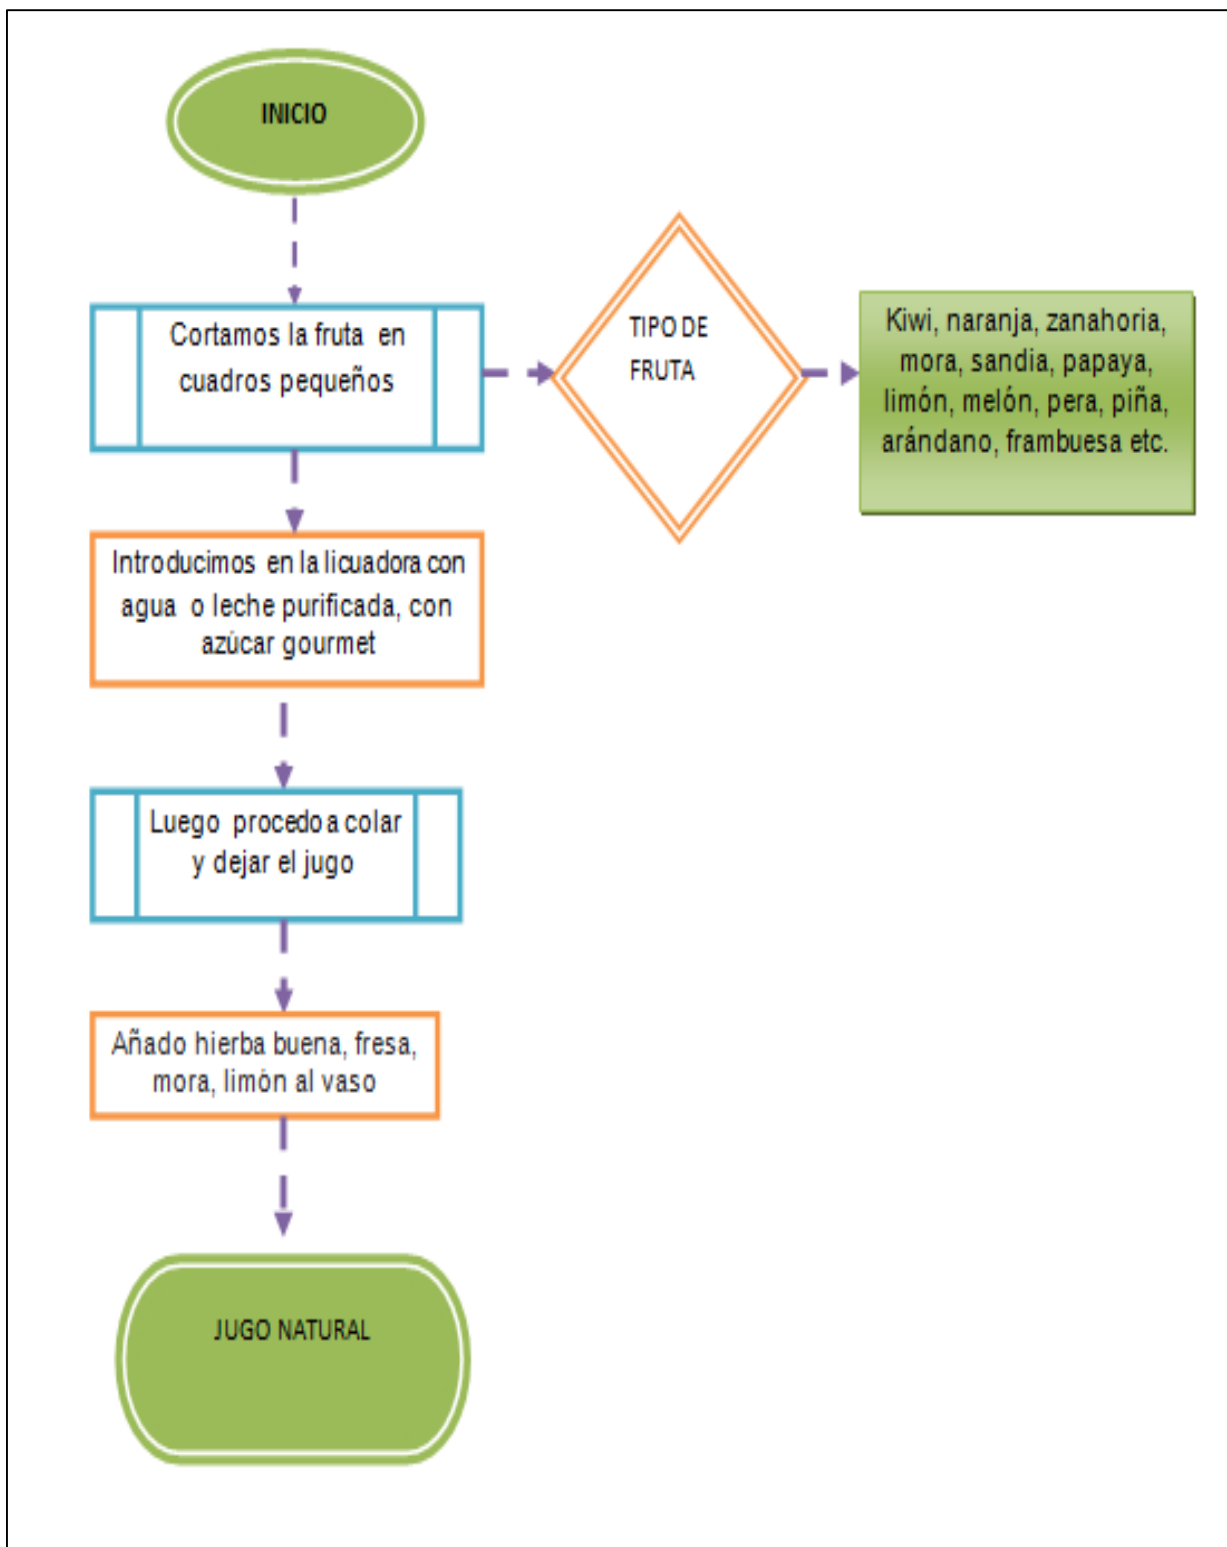 INICIO
Cortamos la fruta en
cuadros pequeños
TIPO DE
FRUTA
Kiwi, naranja, zanahoria,
mora, sandia, papaya,
limón, melón, pera, piña,
arándano, frambuesa etc.
Introducimos en la licuadora con
agua o leche purificada, con
azúcar gourmet
Luego procedo a colar
y dejar el jugo
Añado hierba buena, fresa,
mora, limón al vaso
JUGO NATURAL